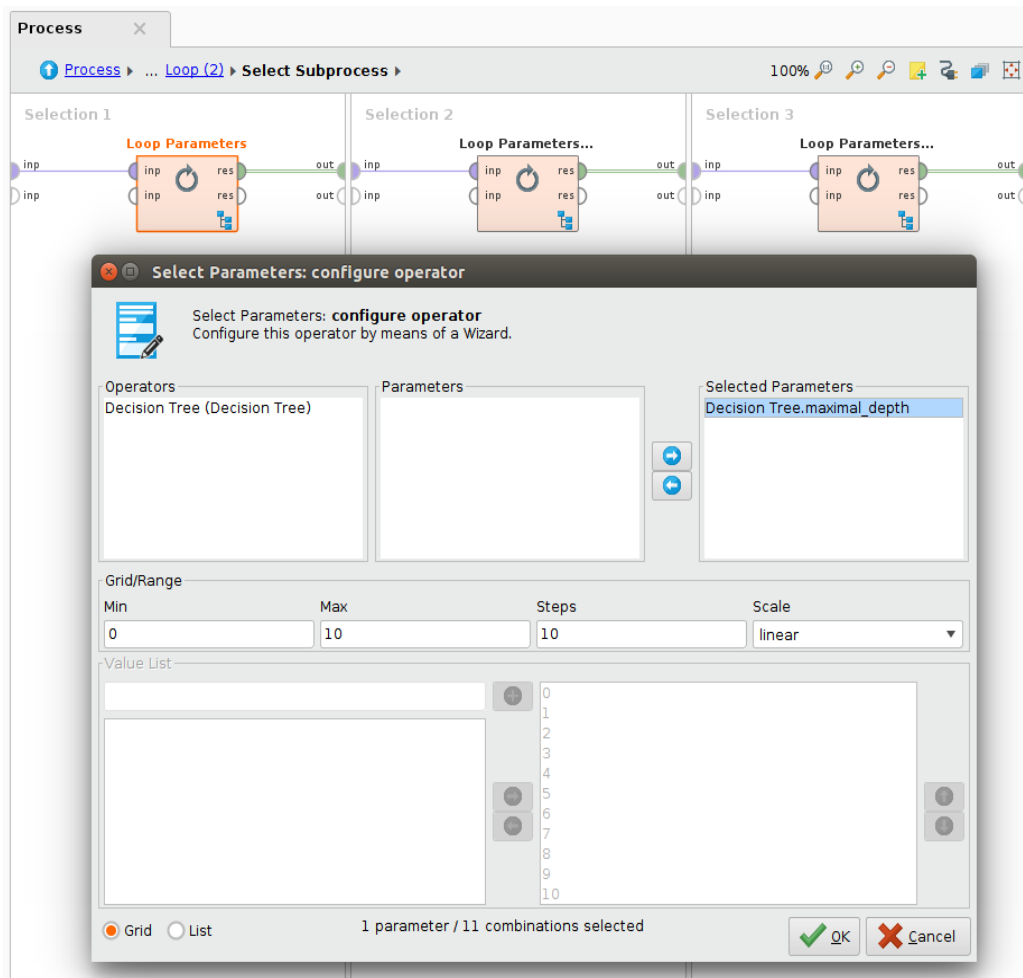 Process
Process ... Loop (2) Select Subprocess
100%
Selection 1 Selection 2 Selection 3
Loop Parameters Loop Parameters... Loop Parameters...
inp inp res out inp inp res out inp inp res out
inp inp res out inp inp res out inp inp res out
Select Parameters: configure operator
Select Parameters: configure operator
Configure this operator by means of a Wizard.
Operators Parameters Selected Parameters
Decision Tree (Decision Tree) Decision Tree.maximal_depth
Grid/Range
Min Max Steps Scale
0 10 10 linear
Value List
0
1
2
3
4
5
6
7
8
9
10
Grid List 1 parameter / 11 combinations selected OK Cancel